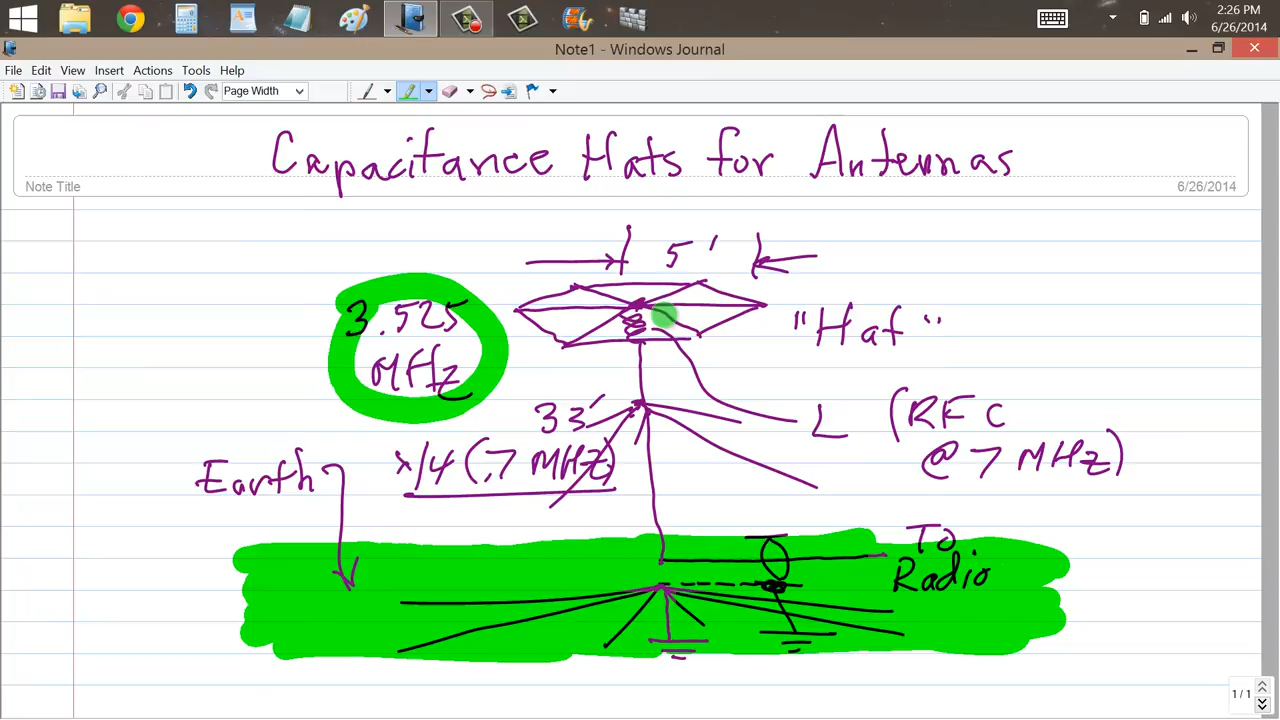 2:26 PM
6/26/2014
Note1 - Windows Journal
File Edit View Insert Actions Tools Help
Page Width
Capacitance Hats for Antennas
Note Title
6/26/2014
5'
3.525
MHz
"Hat"
33'
λ/4 (.7 MHz)
L (RFC
@ 7 MHz)
Earth
To
Radio
1/1